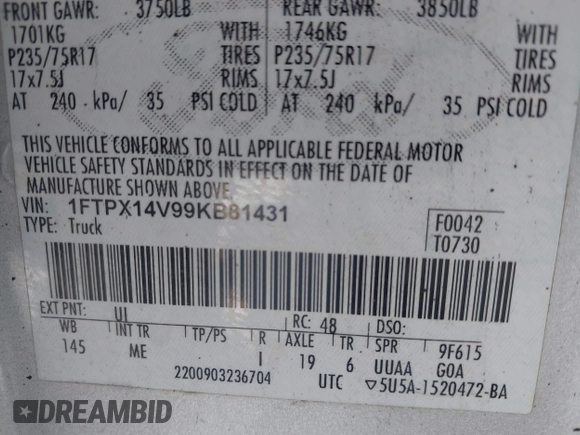 FRONT GAWR: 3750LB REAR GAWR: 3850LB
1701KG WITH 1746KG WITH
P235/75R17 TIRES P235/75R17 TIRES
17x7.5J RIMS 17x7.5J RIMS
AT 240 kPa/ 35 PSI COLD AT 240 kPa/ 35 PSI COLD
THIS VEHICLE CONFORMS TO ALL APPLICABLE FEDERAL MOTOR
VEHICLE SAFETY STANDARDS IN EFFECT ON THE DATE OF
MANUFACTURE SHOWN ABOVE.
VIN: 1FTPX14V99KB81431
TYPE: Truck
F0042
T0730
EXT PNT: UI RC: 48 DSO:
WB INT TR TP/PS R AXLE TR SPR 9F615
145 ME I 19 6 UUAA GOA
2200903236704 UTC ▽5U5A-1520472-BA
DREAMBID